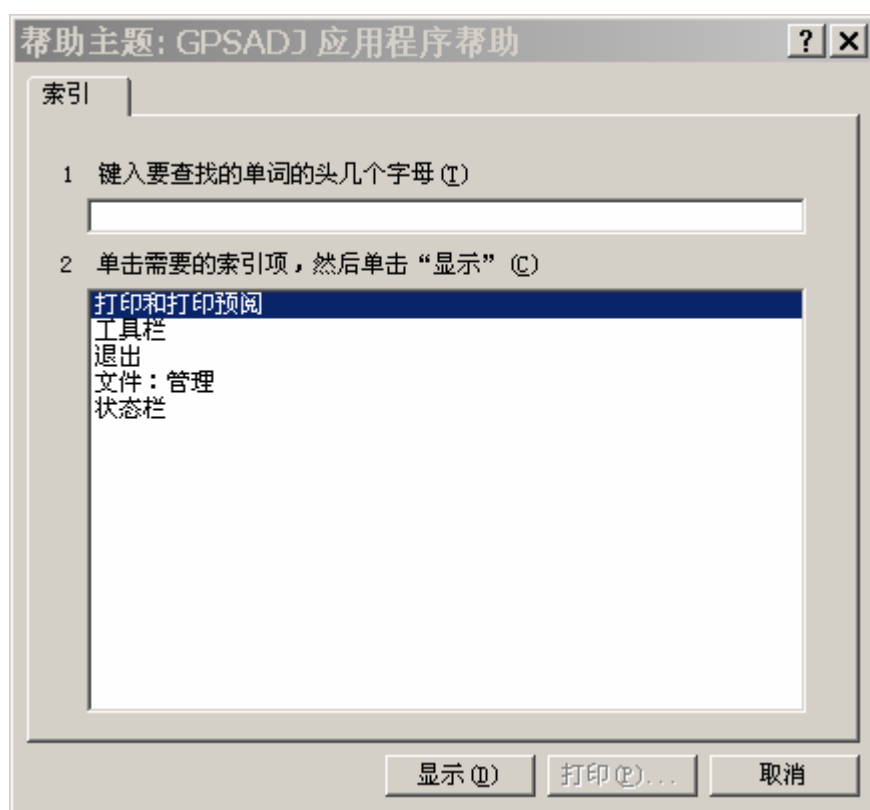 帮助主题: GPSADJ 应用程序帮助
索引
1 键入要查找的单词的头几个字母(T)
2 单击需要的索引项，然后单击“显示”(C)
打印和打印预阅
工具栏
退出
文件：管理
状态栏
显示(D) 打印(P)... 取消